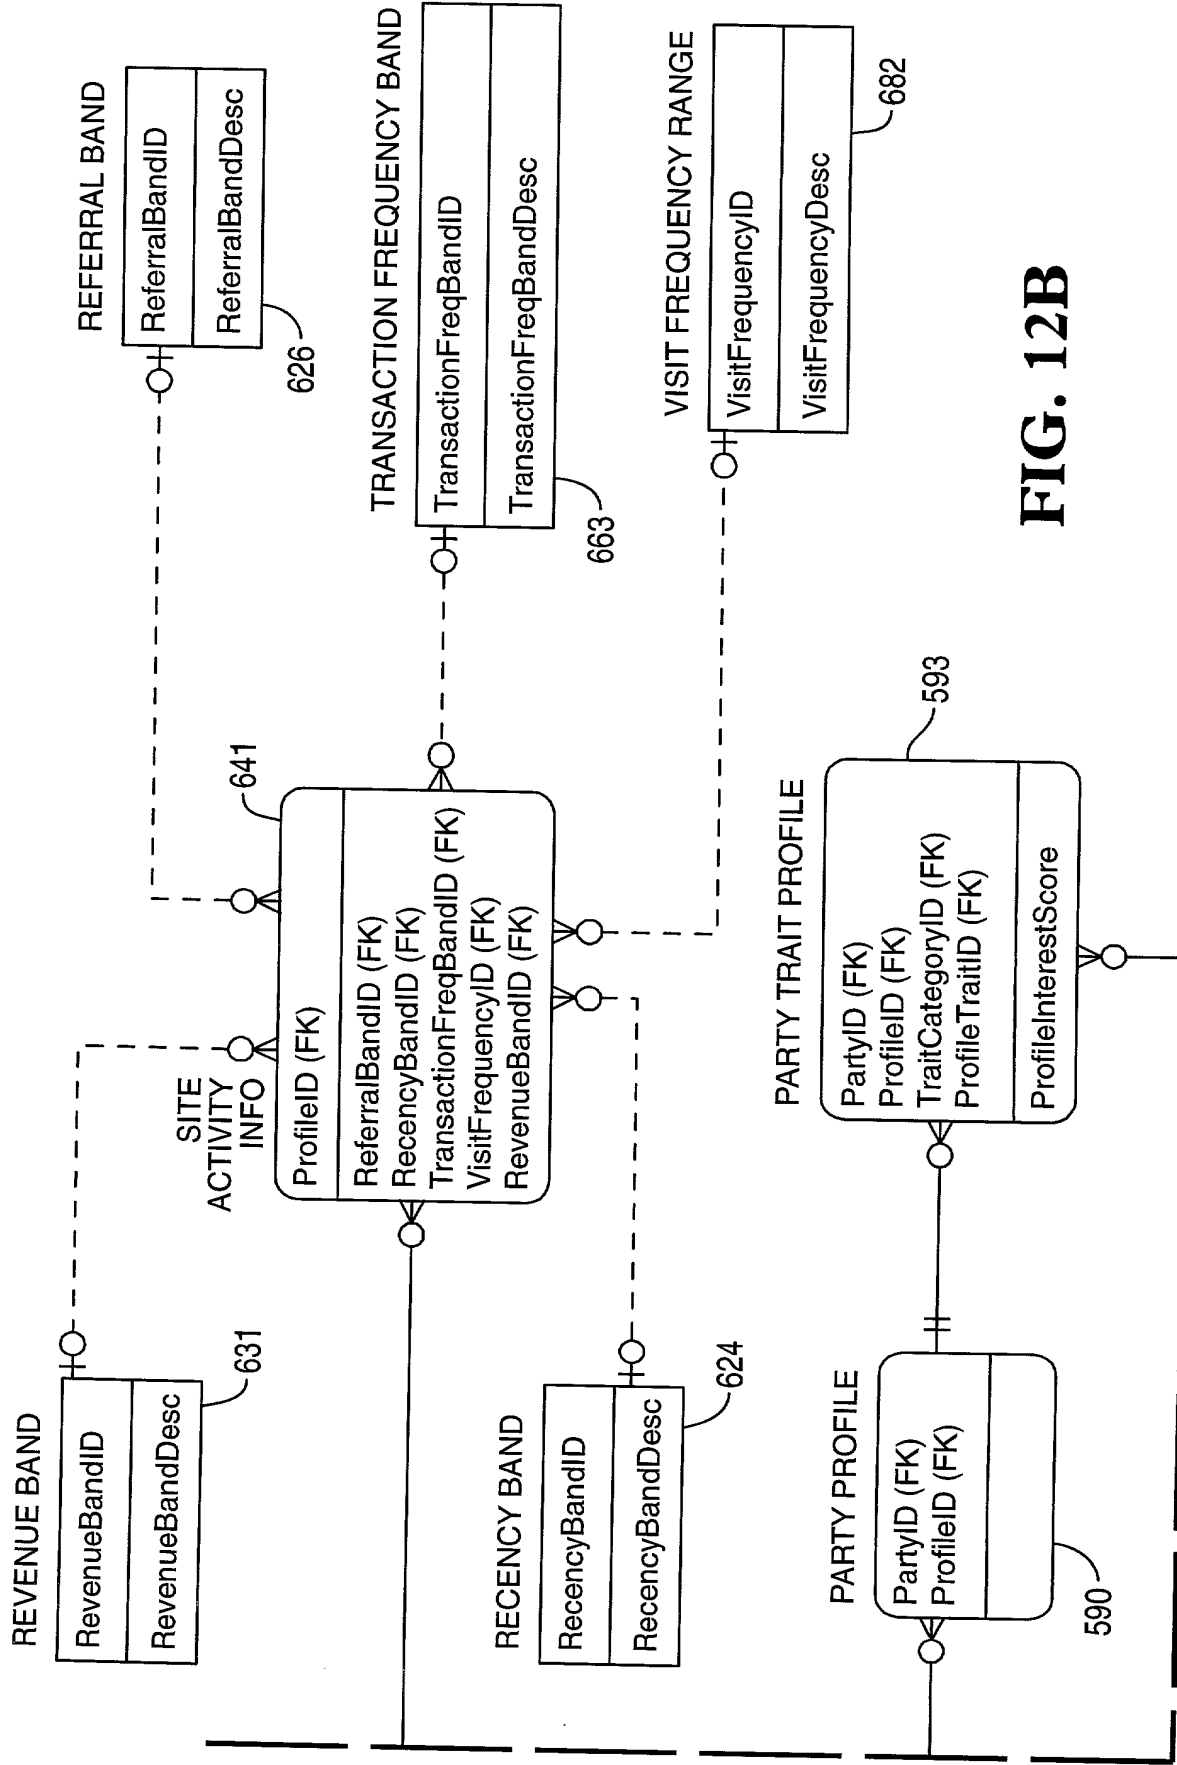 REVENUE BAND
RevenueBandID
RevenueBandDesc
631
SITE
ACTIVITY
INFO
641
ProfileID (FK)
ReferralBandID (FK)
RecencyBandID (FK)
TransactionFreqBandID (FK)
VisitFrequencyID (FK)
RevenueBandID (FK)
REFERRAL BAND
ReferralBandID
ReferralBandDesc
626
TRANSACTION FREQUENCY BAND
TransactionFreqBandID
TransactionFreqBandDesc
663
RECENCY BAND
RecencyBandID
RecencyBandDesc
624
VISIT FREQUENCY RANGE
VisitFrequencyID
VisitFrequencyDesc
682
PARTY PROFILE
PartyID (FK)
ProfileID (FK)
590
PARTY TRAIT PROFILE
PartyID (FK)
ProfileID (FK)
TraitCategoryID (FK)
ProfileTraitID (FK)
ProfileInterestScore
593
FIG. 12B